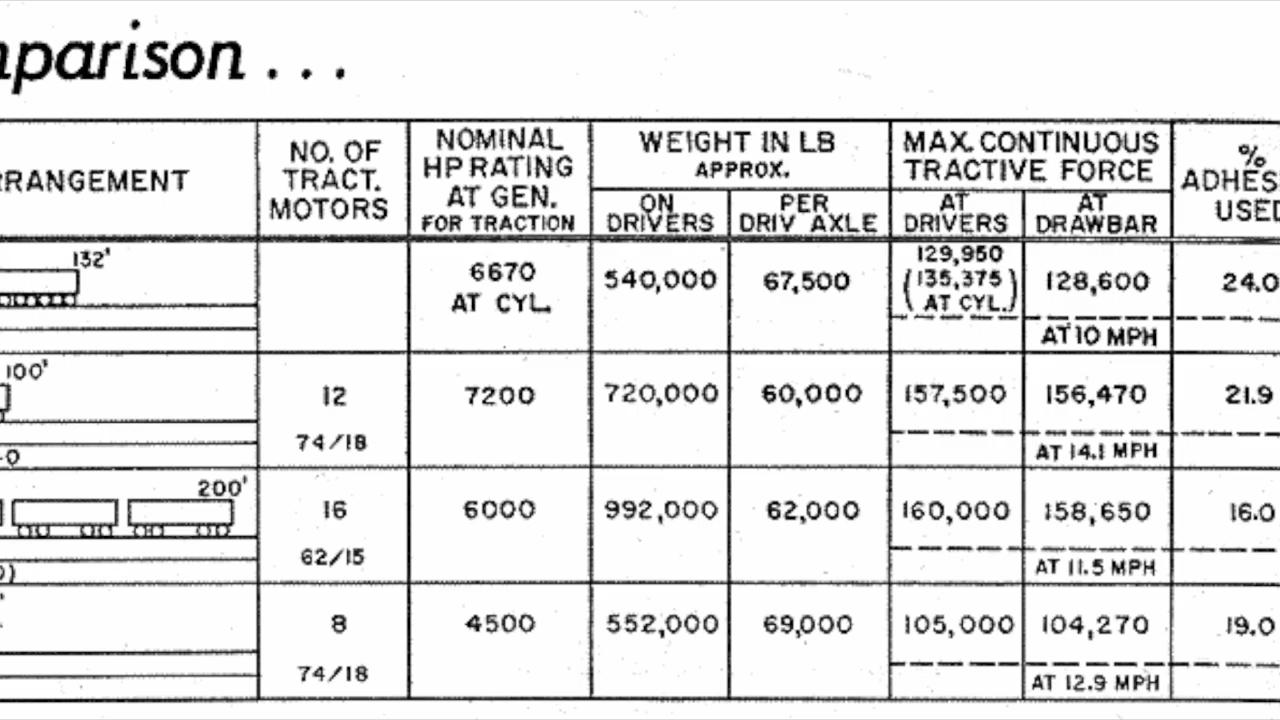 mparison . . .
RRANGEMENT
NO. OF
TRACT.
MOTORS
NOMINAL
HP RATING
AT GEN.
FOR TRACTION
WEIGHT IN LB
APPROX.
ON
DRIVERS
PER
DRIV AXLE
MAX. CONTINUOUS
TRACTIVE FORCE
AT
DRIVERS
AT
DRAWBAR
%
ADHES
USED
132'
6670
AT CYL.
540,000
67,500
129,950
(135,375
AT CYL.)
128,600
AT 10 MPH
24.0
100'
12
74/18
7200
720,000
60,000
157,500
156,470
AT 14.1 MPH
21.9
-0
200'
16
62/15
6000
992,000
62,000
160,000
158,650
AT 11.5 MPH
16.0
0)
8
74/18
4500
552,000
69,000
105,000
104,270
AT 12.9 MPH
19.0